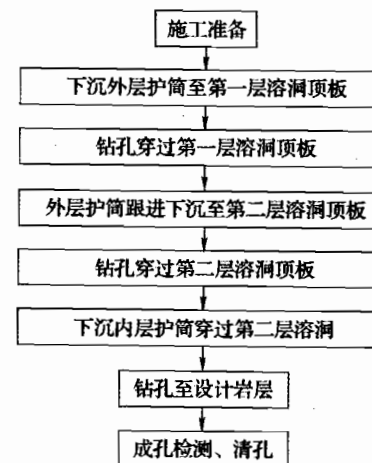 施工准备
下沉外层护筒至第一层溶洞顶板
钻孔穿过第一层溶洞顶板
外层护筒跟进下沉至第二层溶洞顶板
钻孔穿过第二层溶洞顶板
下沉内层护筒穿过第二层溶洞
钻孔至设计岩层
成孔检测、清孔